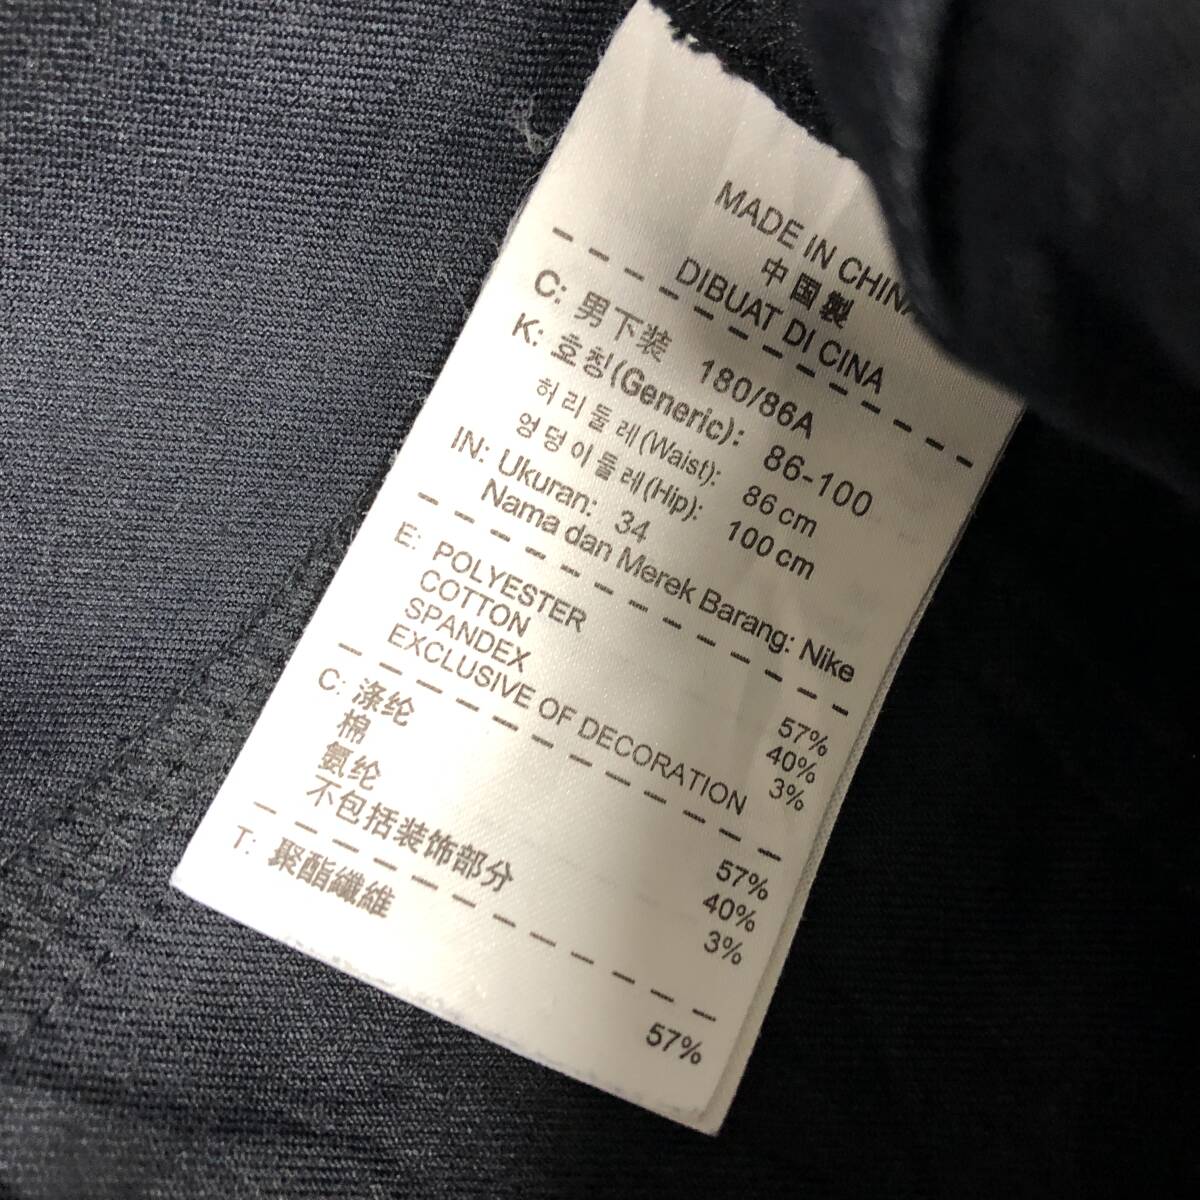 MADE IN CHINA
中国製
DIBUAT DI CINA
C: 男下装 180/86A
K: 호칭(Generic): 86-100
허리둘레(Waist): 86 cm
엉덩이둘레(Hip): 100 cm
IN: Ukuran: 34
Nama dan Merek Barang: Nike
E: POLYESTER 57%
COTTON 40%
SPANDEX 3%
EXCLUSIVE OF DECORATION
C: 涤纶 57%
棉 40%
氨纶 3%
不包括装饰部分
T: 聚酯纖維 57%